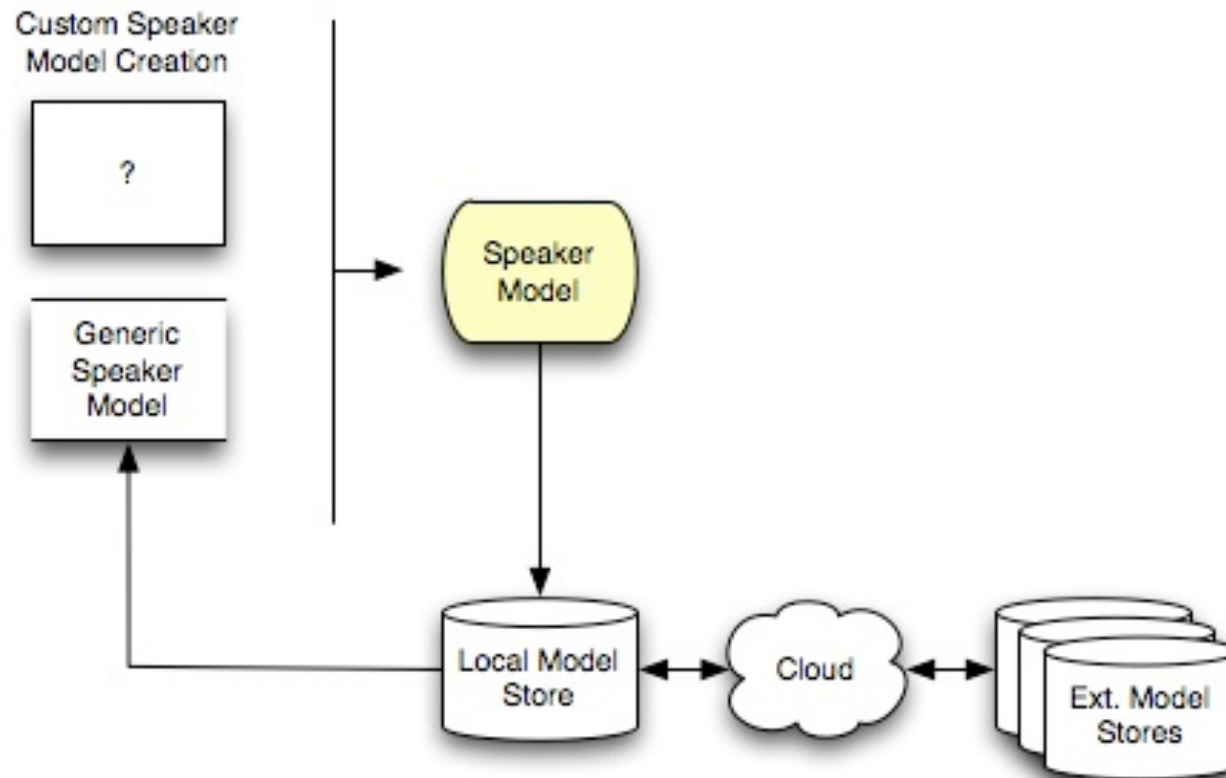 Custom Speaker
Model Creation
?
Generic
Speaker
Model
Speaker
Model
Local Model
Store
Cloud
Ext. Model
Stores